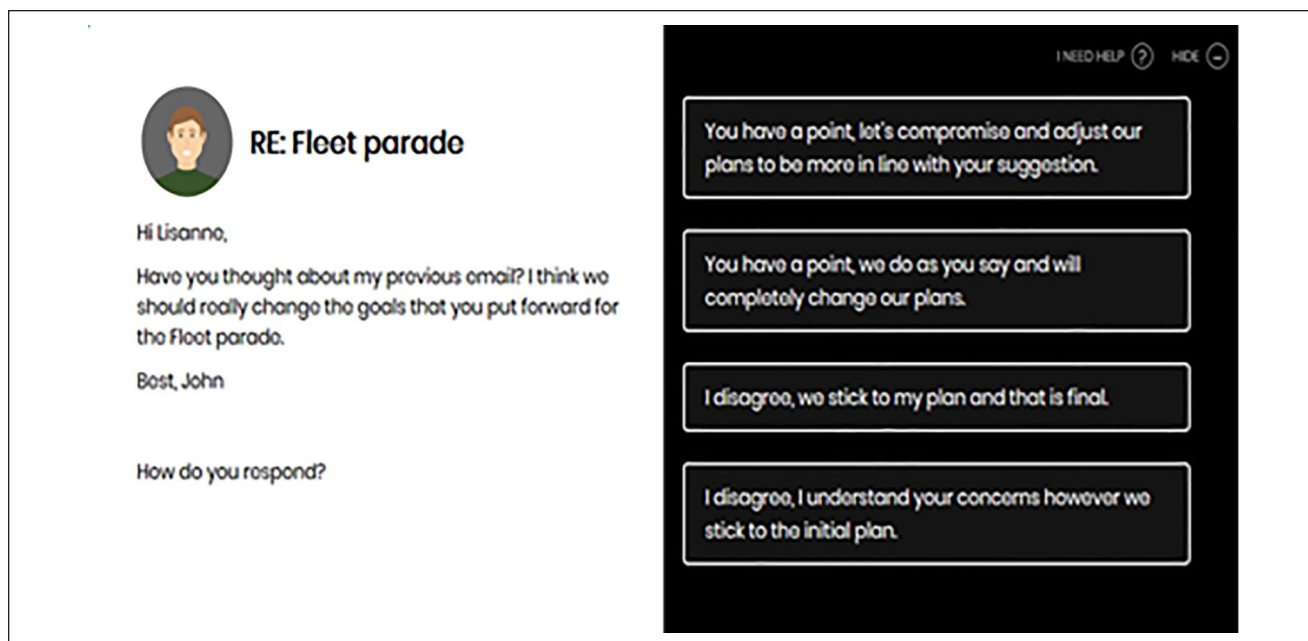 RE: Fleet parade
Hi Lisanne,
Have you thought about my previous email? I think we
should really change the goals that you put forward for
the Fleet parade.
Best, John
How do you respond?
I NEED HELP ?
HIDE −
You have a point, let's compromise and adjust our
plans to be more in line with your suggestion.
You have a point, we do as you say and will
completely change our plans.
I disagree, we stick to my plan and that is final.
I disagree, I understand your concerns however we
stick to the initial plan.